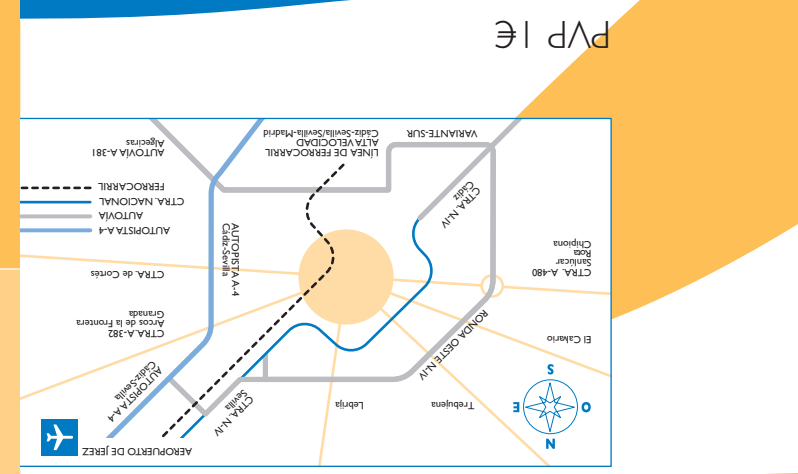 AEROPUERTO DE JEREZ
N
O
E
S
Trebujena
Lebrija
CTRA. N-IV
Sevilla
AUTOPISTA A-4
Cádiz-Sevilla
El Calvario
RONDA OESTE N-IV
CTRA. A-382
Arcos de la Frontera
Granada
CTRA. A-480
Sanlúcar
Rota
Chipiona
CTRA. de Cortés
AUTOPISTA A-4
Cádiz-Sevilla
CTRA. N-IV
Cádiz
AUTOPISTA A-4
AUTOVÍA
CTRA. NACIONAL
FERROCARRIL
VARIANTE-SUR
LÍNEA DE FERROCARRIL
ALTA VELOCIDAD
Cádiz-Sevilla/Sevilla-Madrid
AUTOVÍA A-381
Algeciras
PVP 1€